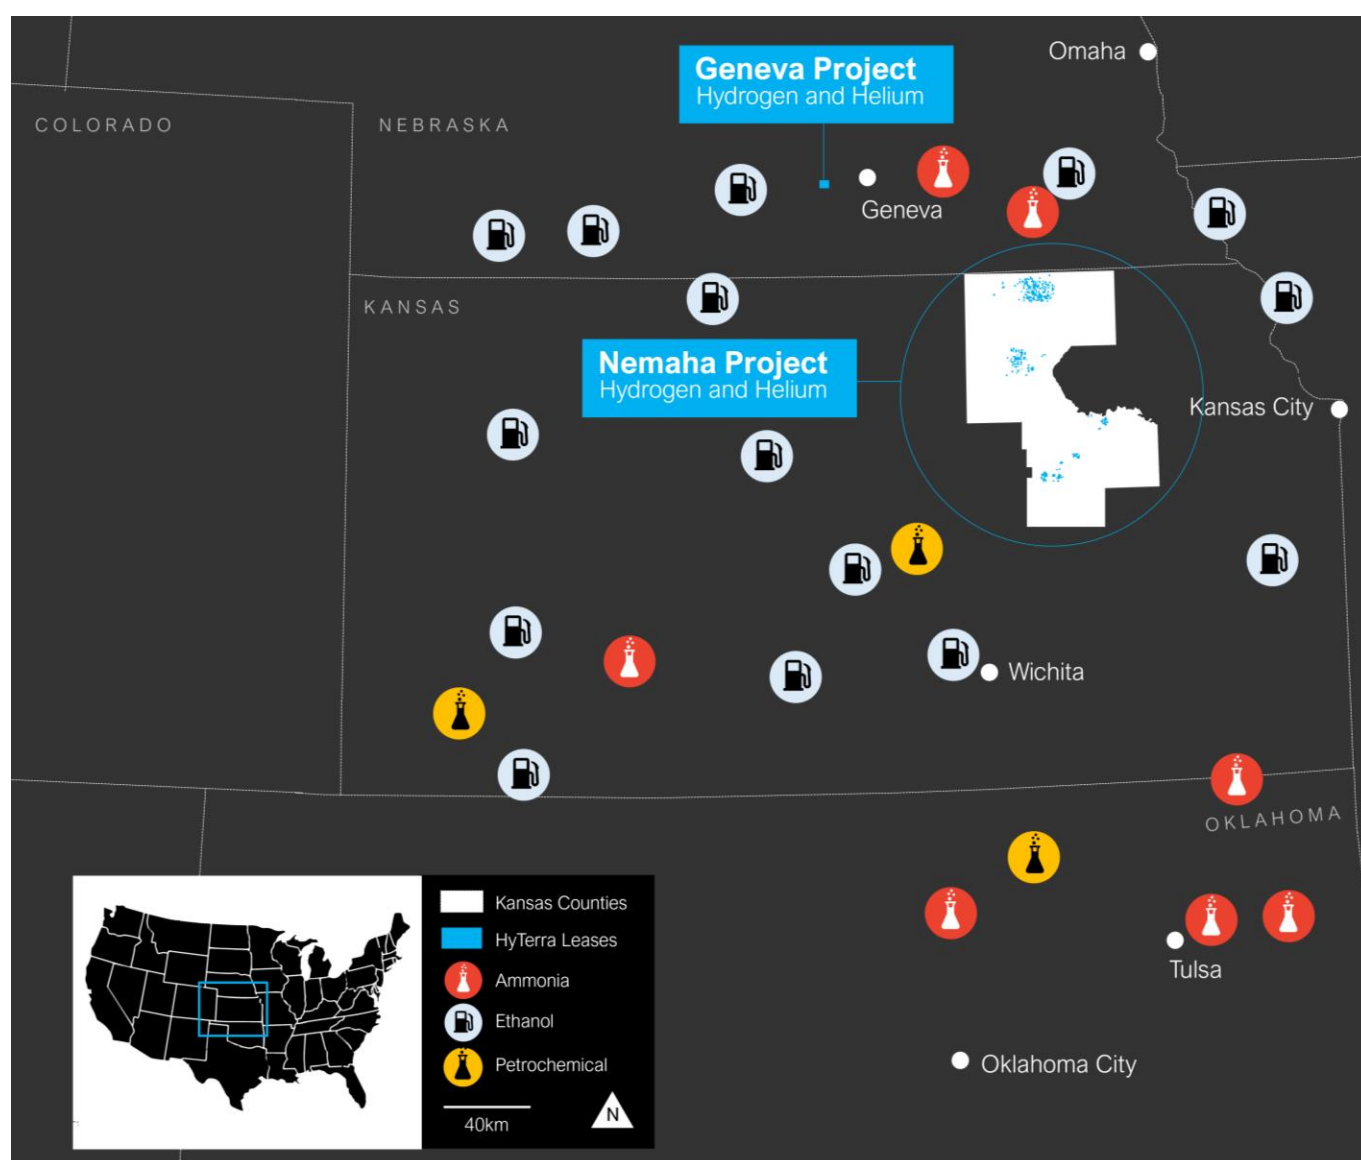 Omaha
Geneva Project
Hydrogen and Helium
COLORADO
NEBRASKA
Geneva
KANSAS
Nemaha Project
Hydrogen and Helium
Kansas City
Wichita
OKLAHOMA
Kansas Counties
HyTerra Leases
Ammonia
Ethanol
Petrochemical
40km
N
Tulsa
Oklahoma City